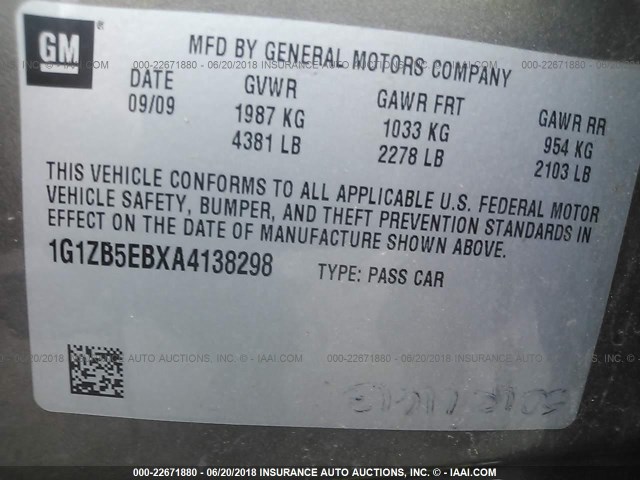 GM ®
MFD BY GENERAL MOTORS COMPANY
DATE GVWR GAWR FRT GAWR RR
09/09 1987 KG 1033 KG 954 KG
4381 LB 2278 LB 2103 LB
THIS VEHICLE CONFORMS TO ALL APPLICABLE U.S. FEDERAL MOTOR
VEHICLE SAFETY, BUMPER, AND THEFT PREVENTION STANDARDS IN
EFFECT ON THE DATE OF MANUFACTURE SHOWN ABOVE.
1G1ZB5EBXA4138298 TYPE: PASS CAR
000-22671880 - 06/20/2018 INSURANCE AUTO AUCTIONS, INC. © - IAAI.COM